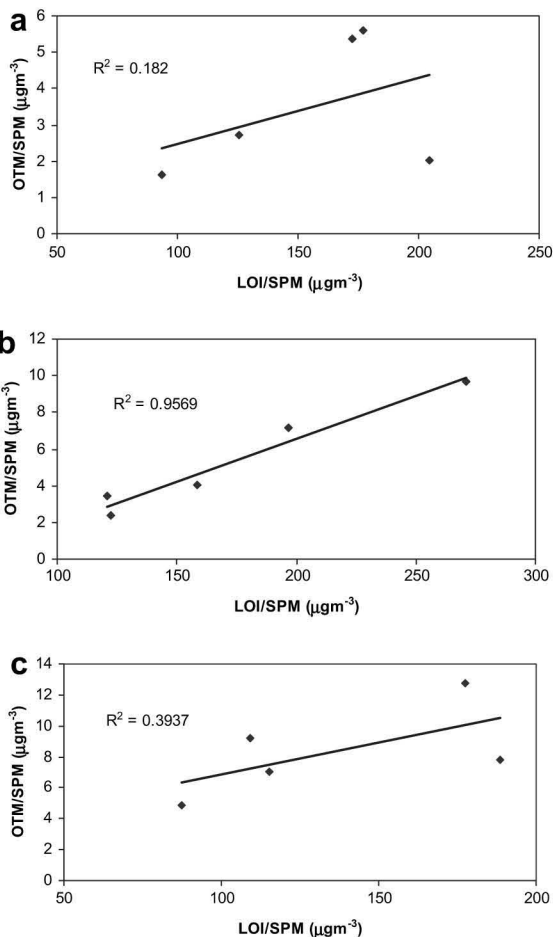 a
6
5
4
3
2
1
0
R² = 0.182
OTM/SPM (μgm⁻³)
50 100 150 200 250
LOI/SPM (μgm⁻³)
b
12
10
8
6
4
2
0
R² = 0.9569
OTM/SPM (μgm⁻³)
100 150 200 250 300
LOI/SPM (μgm⁻³)
c
14
12
10
8
6
4
2
0
R² = 0.3937
OTM/SPM (μgm⁻³)
50 100 150 200
LOI/SPM (μgm⁻³)